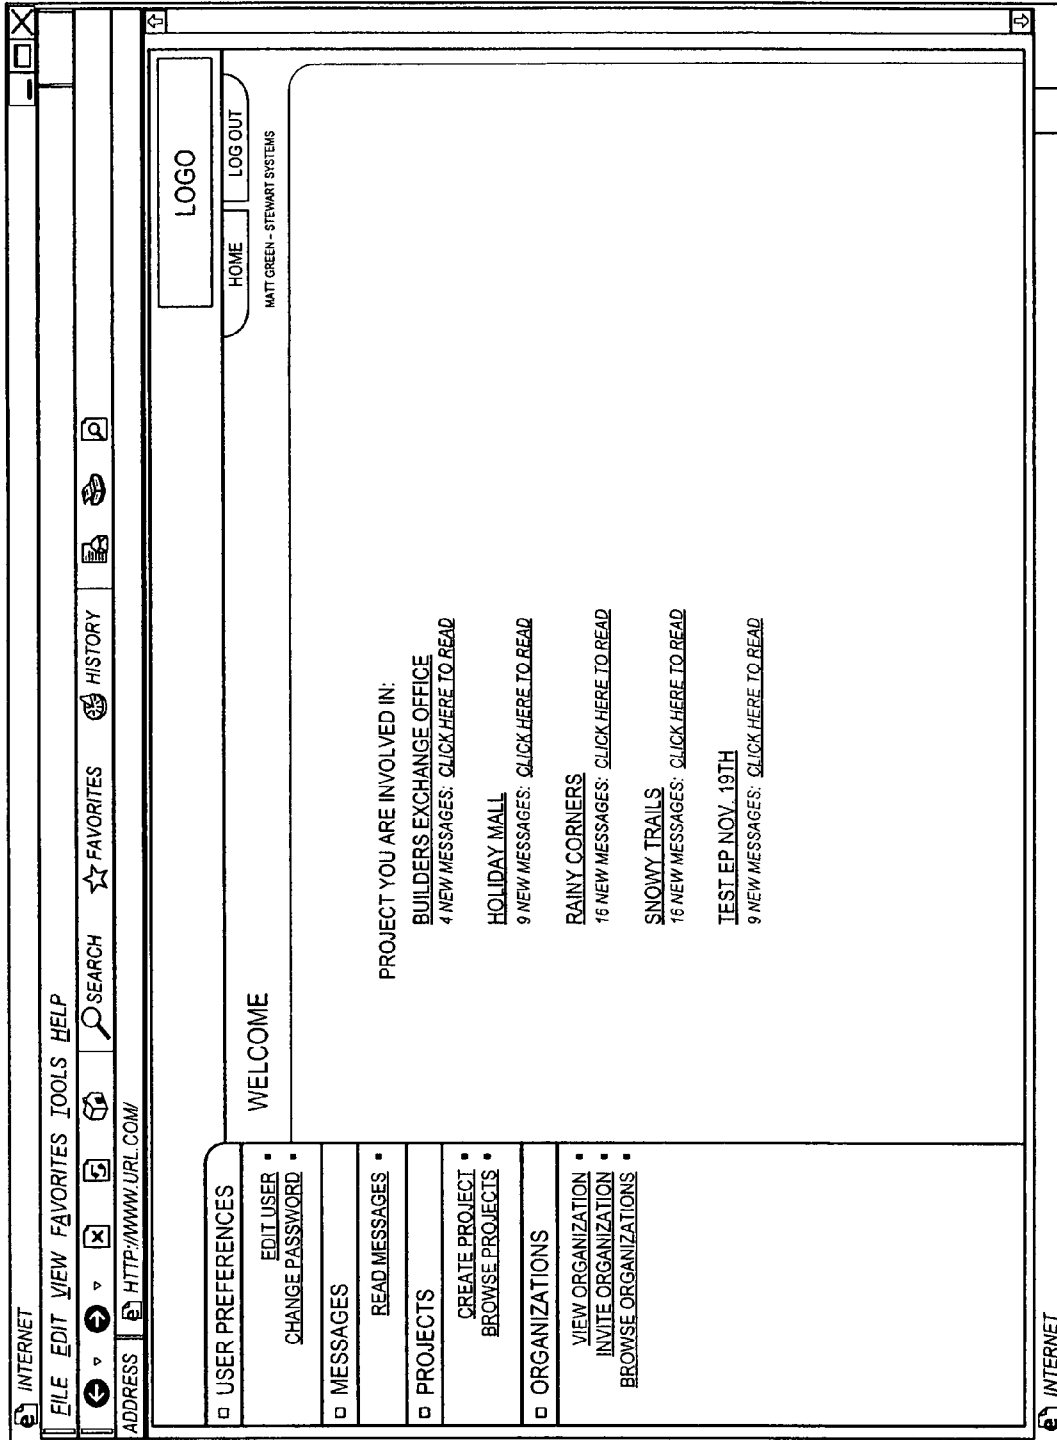 INTERNET
FILE EDIT VIEW FAVORITES TOOLS HELP
SEARCH FAVORITES HISTORY
ADDRESS HTTP://WWW.URL.COM/
LOGO
HOME LOG OUT
MATT GREEN - STEWART SYSTEMS
WELCOME
USER PREFERENCES
EDIT USER
CHANGE PASSWORD
MESSAGES
READ MESSAGES
PROJECTS
CREATE PROJECT
BROWSE PROJECTS
ORGANIZATIONS
VIEW ORGANIZATION
INVITE ORGANIZATION
BROWSE ORGANIZATIONS
PROJECT YOU ARE INVOLVED IN:
BUILDERS EXCHANGE OFFICE
4 NEW MESSAGES: CLICK HERE TO READ
HOLIDAY MALL
9 NEW MESSAGES: CLICK HERE TO READ
RAINY CORNERS
16 NEW MESSAGES: CLICK HERE TO READ
SNOWY TRAILS
16 NEW MESSAGES: CLICK HERE TO READ
TEST EP NOV. 19TH
9 NEW MESSAGES: CLICK HERE TO READ
INTERNET